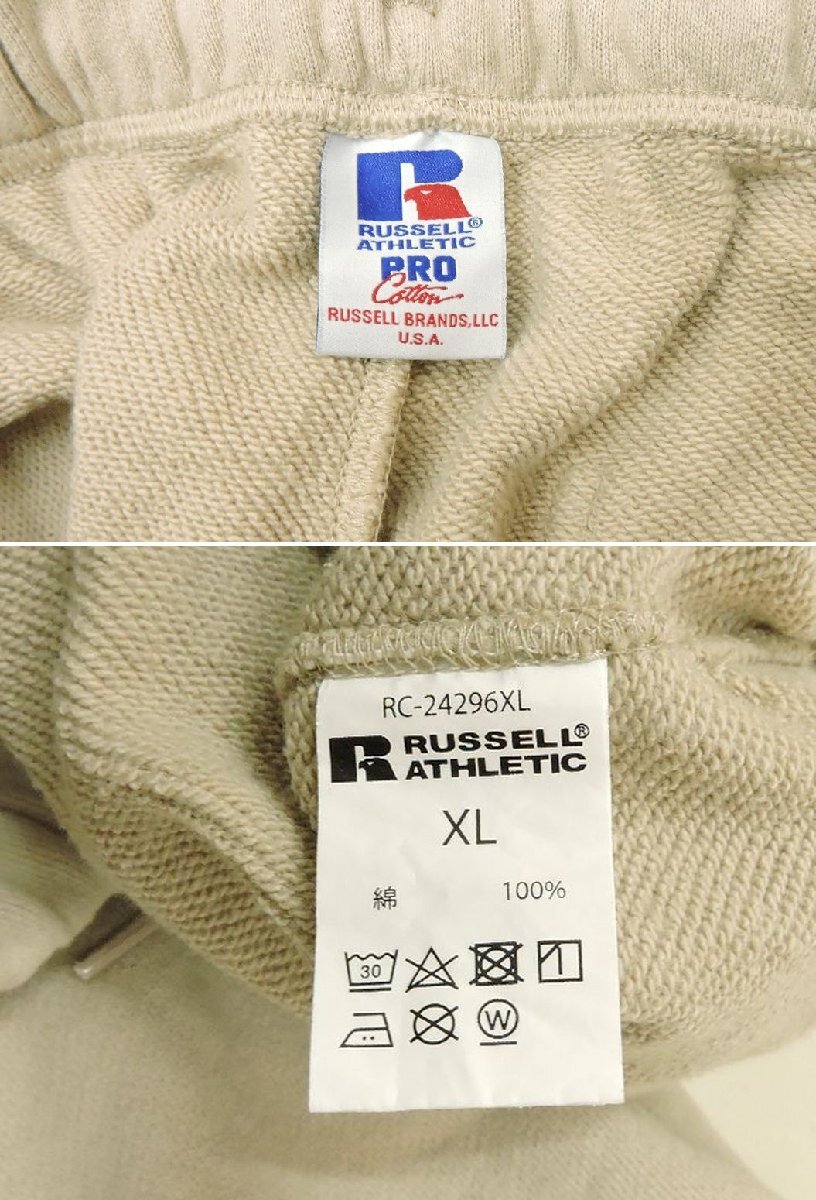 RUSSELL®
ATHLETIC
PRO
Cotton
RUSSELL BRANDS,LLC
U.S.A.
RC-24296XL
RUSSELL®
ATHLETIC
XL
綿 100%
30
W